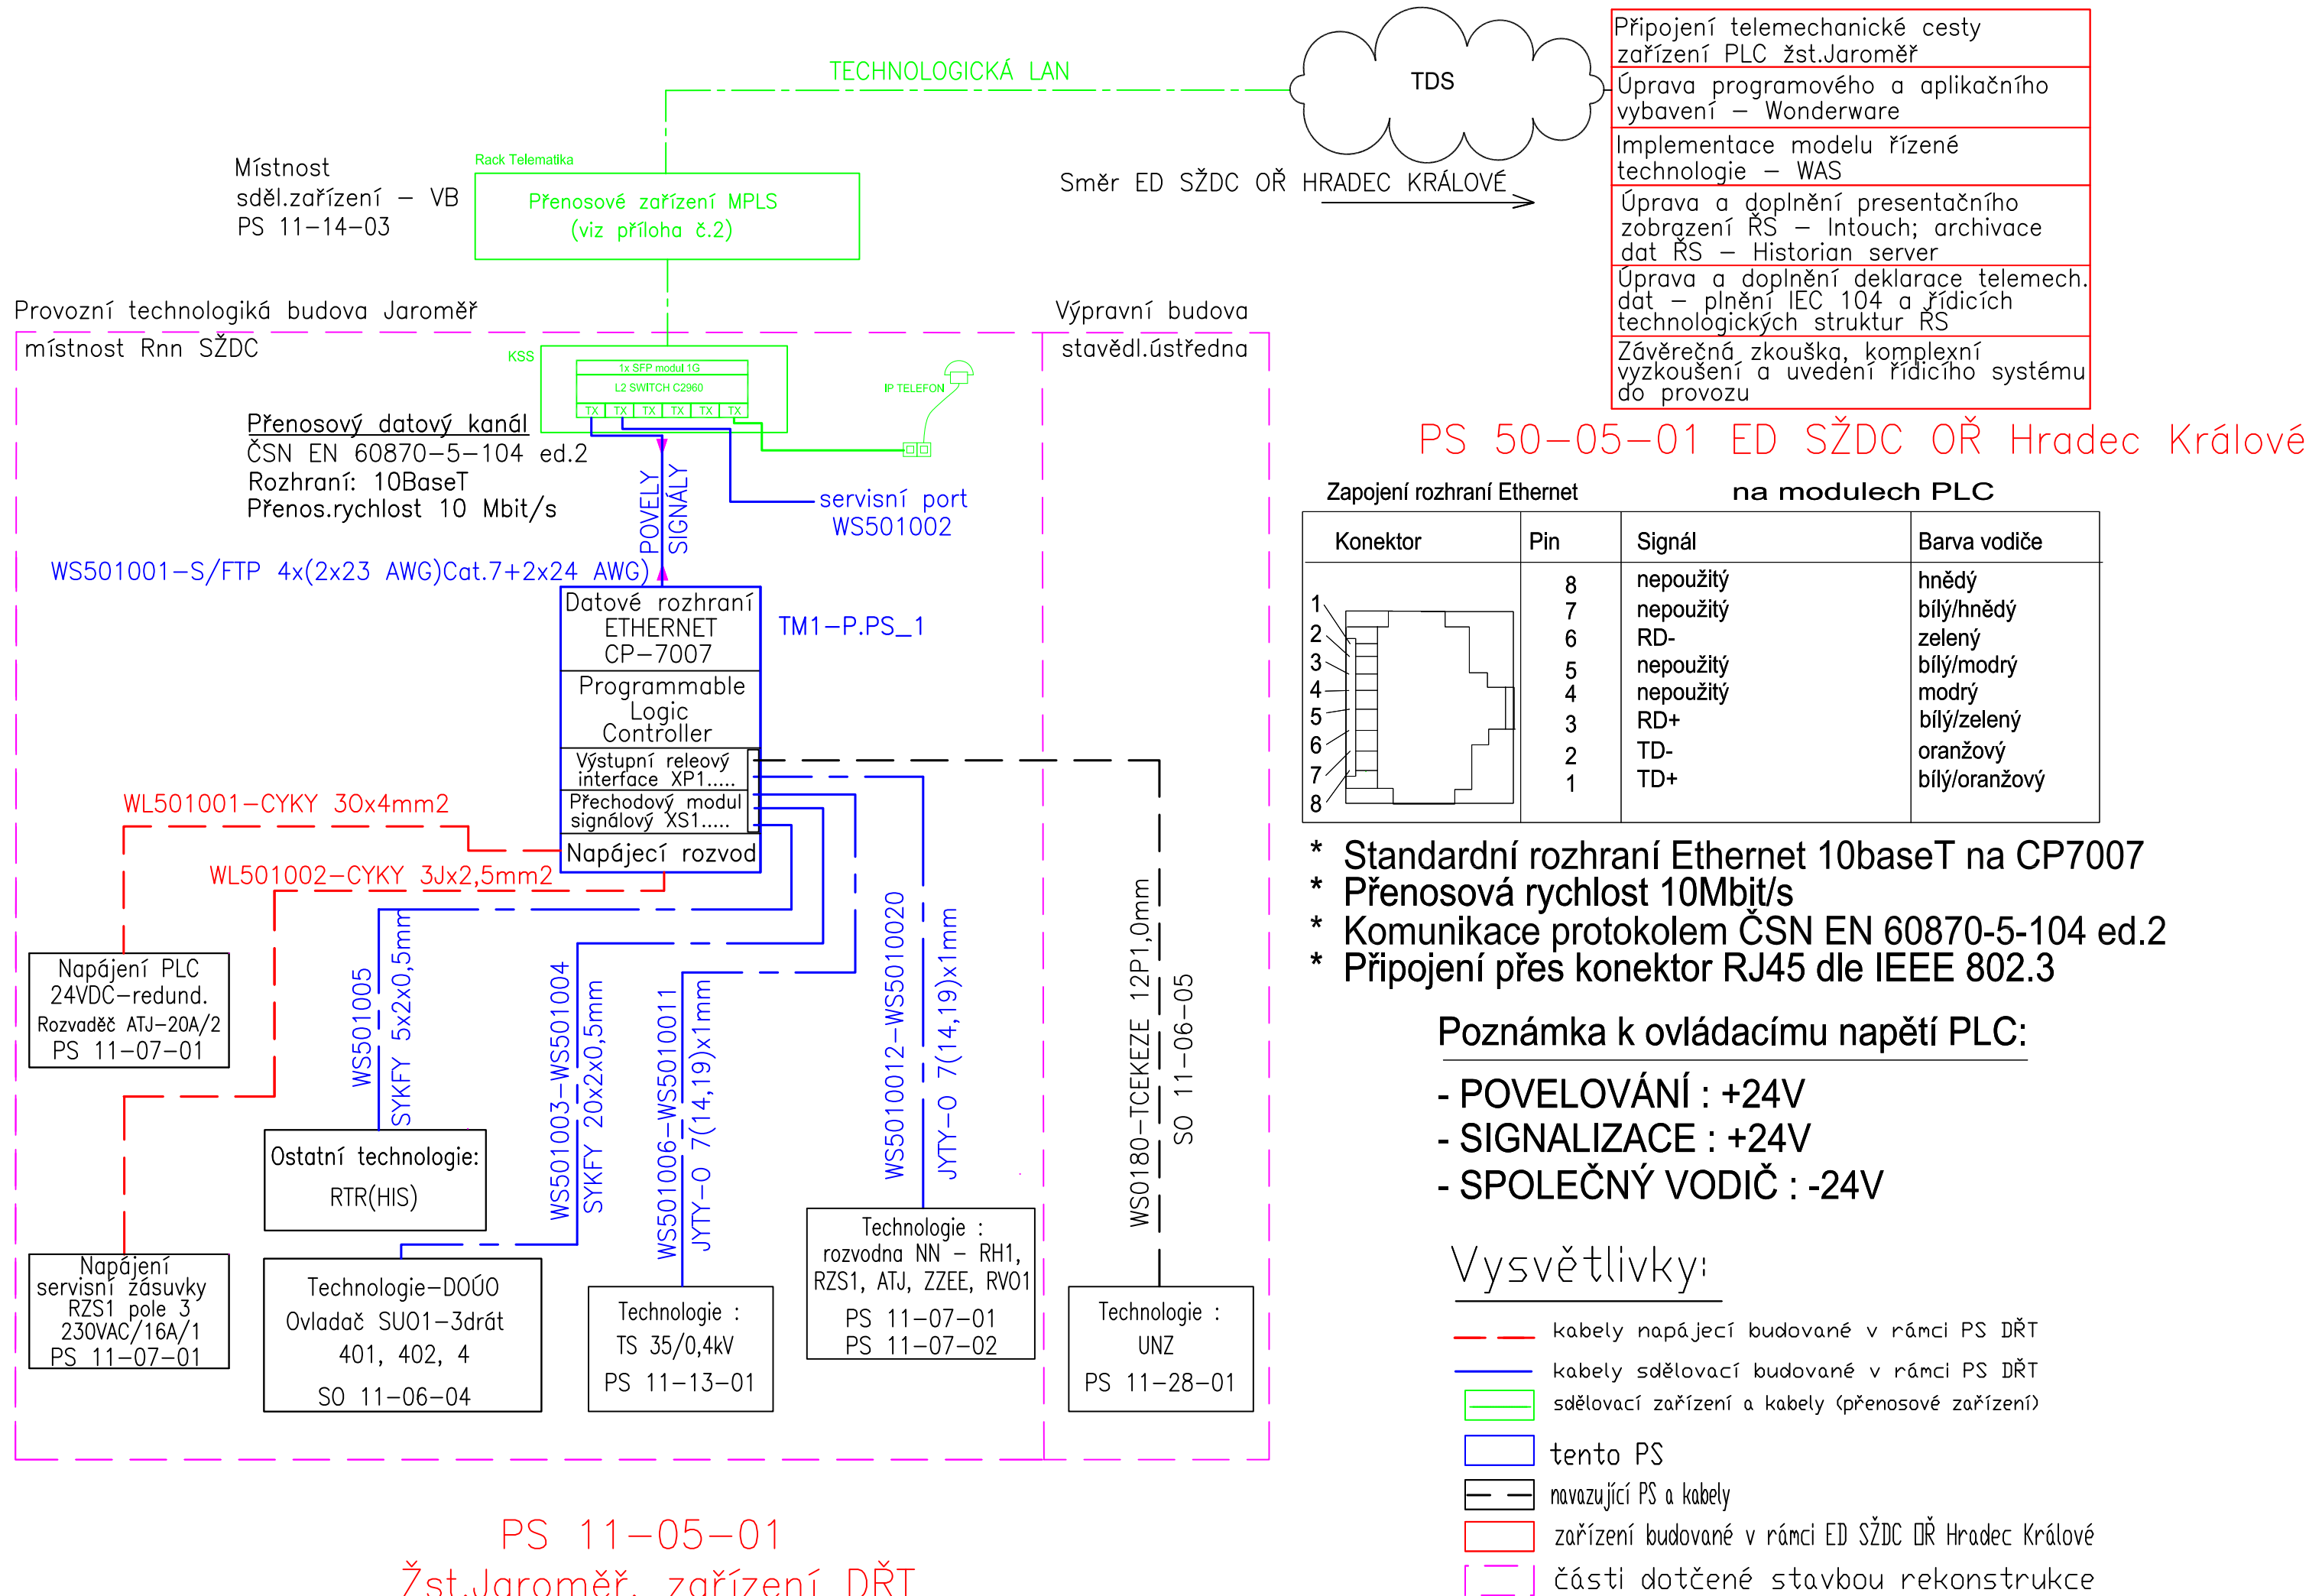 TECHNOLOGICKÁ LAN
TDS
Směr ED SŽDC OŘ HRADEC KRÁLOVÉ
Připojení telemechanické cesty
zařízení PLC žst.Jaroměř
Úprava programového a aplikačního
vybavení – Wonderware
Implementace modelu řízené
technologie – WAS
Úprava a doplnění presentačního
zobrazení ŘS – Intouch; archivace
dat ŘS – Historian server
Úprava a doplnění deklarace telemech.
dat – plnění IEC 104 a řídicích
technologických struktur ŘS
Závěrečná zkouška, komplexní
vyzkoušení a uvedení řídicího systému
do provozu
PS 50-05-01 ED SŽDC OŘ Hradec Králové
Místnost
sděl.zařízení – VB
PS 11-14-03
Rack Telematika
Přenosové zařízení MPLS
(viz příloha č.2)
Provozní technologiká budova Jaroměř
místnost Rnn SŽDC
Výpravní budova
stavědl.ústředna
KSS
1x SFP modul 1G
L2 SWITCH C2960
TX TX TX TX TX TX
IP TELEFON
Přenosový datový kanál
ČSN EN 60870-5-104 ed.2
Rozhraní: 10BaseT
Přenos.rychlost 10 Mbit/s
POVELY
SIGNÁLY
servisní port
WS501002
WS501001-S/FTP 4x(2x23 AWG)Cat.7+2x24 AWG)
Datové rozhraní
ETHERNET
CP-7007
TM1-P.PS_1
Programmable
Logic
Controller
Výstupní releový
interface XP1.....
Přechodový modul
signálový XS1.....
Napájecí rozvod
WL501001-CYKY 3Ox4mm2
WL501002-CYKY 3Jx2,5mm2
Napájení PLC
24VDC-redund.
Rozvaděč ATJ-20A/2
PS 11-07-01
Napájení
servisní zásuvky
RZS1 pole 3
230VAC/16A/1
PS 11-07-01
WS501005
SYKFY 5x2x0,5mm
Ostatní technologie:
RTR(HIS)
WS501003-WS501004
SYKFY 20x2x0,5mm
Technologie-DOÚO
Ovladač SUO1-3drát
401, 402, 4
SO 11-06-04
WS501006-WS5010011
JYTY-O 7(14,19)x1mm
Technologie :
TS 35/0,4kV
PS 11-13-01
WS5010012-WS5010020
JYTY-O 7(14,19)x1mm
Technologie :
rozvodna NN – RH1,
RZS1, ATJ, ZZEE, RVO1
PS 11-07-01
PS 11-07-02
WS0180-TCEKEZE 12P1,0mm
SO 11-06-05
Technologie :
UNZ
PS 11-28-01
PS 11-05-01
Žst.Jaroměř, zařízení DŘT
Zapojení rozhraní Ethernet na modulech PLC
Konektor Pin Signál Barva vodiče
8 nepoužitý hnědý
7 nepoužitý bílý/hnědý
6 RD- zelený
5 nepoužitý bílý/modrý
4 nepoužitý modrý
3 RD+ bílý/zelený
2 TD- oranžový
1 TD+ bílý/oranžový
1
2
3
4
5
6
7
8
* Standardní rozhraní Ethernet 10baseT na CP7007
* Přenosová rychlost 10Mbit/s
* Komunikace protokolem ČSN EN 60870-5-104 ed.2
* Připojení přes konektor RJ45 dle IEEE 802.3
Poznámka k ovládacímu napětí PLC:
- POVELOVÁNÍ : +24V
- SIGNALIZACE : +24V
- SPOLEČNÝ VODIČ : -24V
Vysvětlivky:
kabely napájecí budované v rámci PS DŘT
kabely sdělovací budované v rámci PS DŘT
sdělovací zařízení a kabely (přenosové zařízení)
tento PS
navazující PS a kabely
zařízení budované v rámci ED SŽDC OŘ Hradec Králové
části dotčené stavbou rekonstrukce